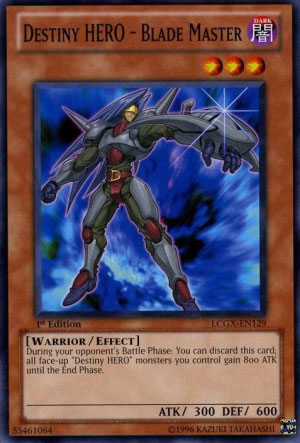 DESTINY HERO - BLADE MASTER
DARK
闇
1st Edition
LCGX-EN129
[WARRIOR / EFFECT]
During your opponent's Battle Phase: You can discard this card;
all face-up "Destiny HERO" monsters you control gain 800 ATK
until the End Phase.
ATK/ 300 DEF/ 600
55461064
©1996 KAZUKI TAKAHASHI